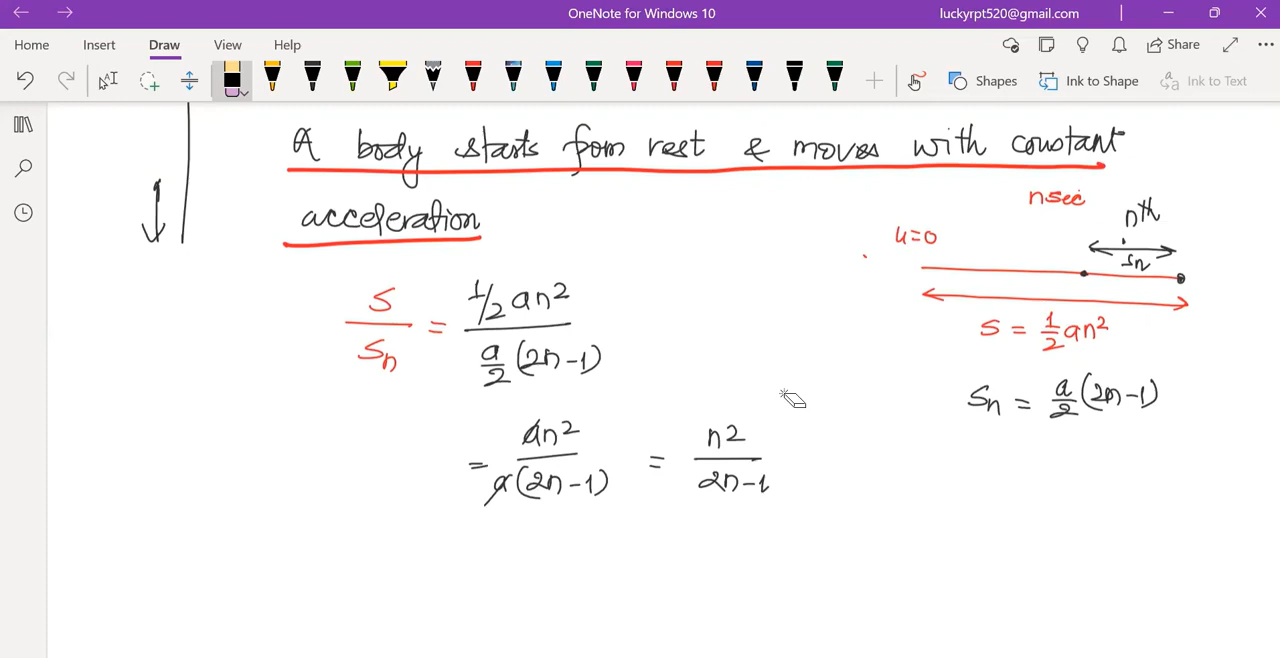 OneNote for Windows 10
luckyrpt520@gmail.com
Home Insert Draw View Help
Share
Shapes Ink to Shape Ink to Text
A body starts from rest & moves with constant
acceleration
n sec
nth
u=0
Sn
S/Sn = 1/2 an²/a/2(2n-1)
S = 1/2 an²
Sn = a/2(2n-1)
= an²/a(2n-1) = n²/2n-1